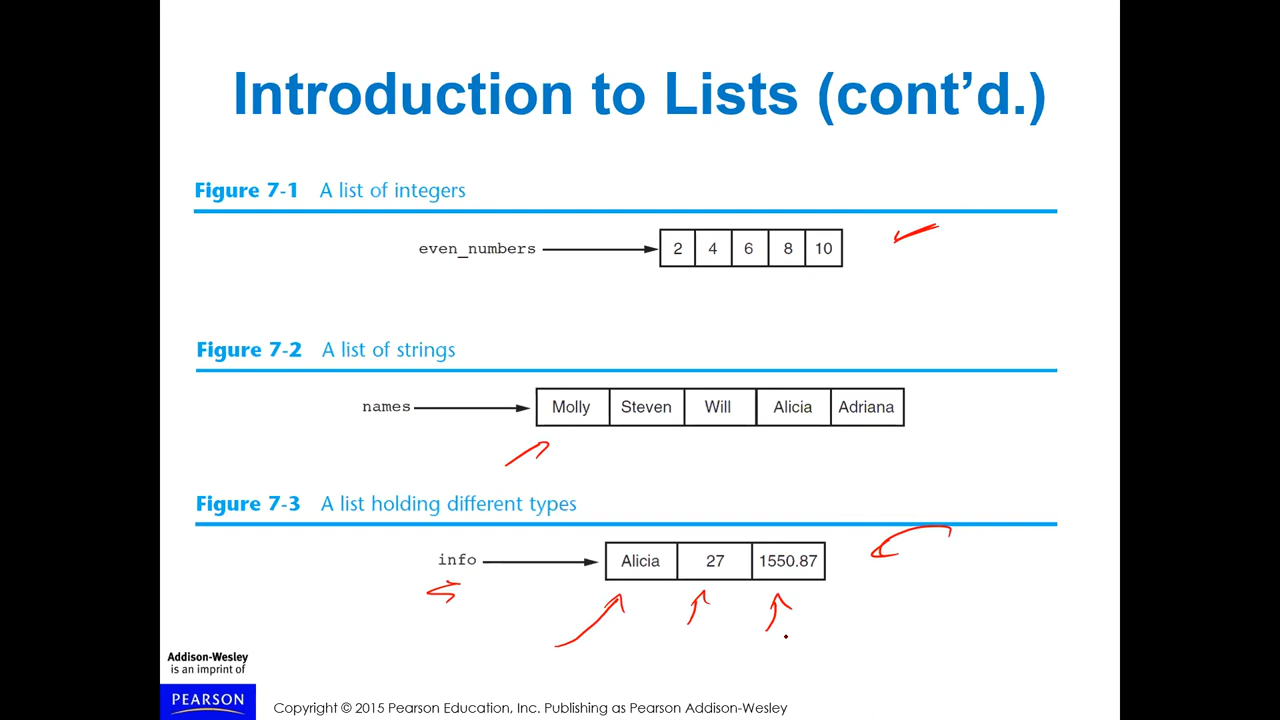 Introduction to Lists (cont’d.)
Figure 7-1 A list of integers
even_numbers 2 4 6 8 10
Figure 7-2 A list of strings
names Molly Steven Will Alicia Adriana
Figure 7-3 A list holding different types
info Alicia 27 1550.87
Addison-Wesley
is an imprint of
PEARSON
Copyright © 2015 Pearson Education, Inc. Publishing as Pearson Addison-Wesley